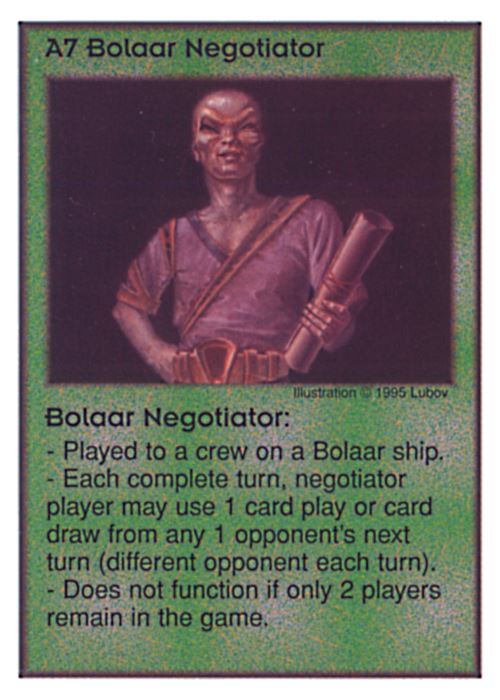 A7 Bolaar Negotiator
Illustration © 1995 Lubov
Bolaar Negotiator:
- Played to a crew on a Bolaar ship.
- Each complete turn, negotiator
player may use 1 card play or card
draw from any 1 opponent's next
turn (different opponent each turn).
- Does not function if only 2 players
remain in the game.